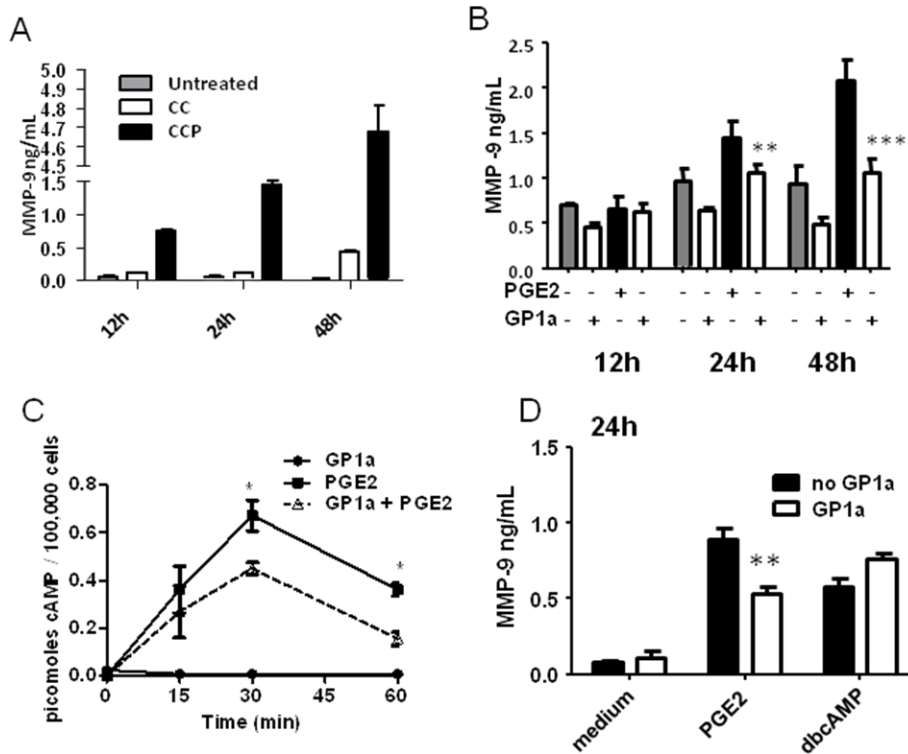 A
MMP-9 ng/mL
5.0
4.9
4.8
4.7
4.6
4.5
1.5
1.0
0.5
0.0
Untreated
CC
CCP
12h
24h
48h
B
MMP -9 ng/mL
2.5
2.0
1.5
1.0
0.5
0.0
**
***
PGE2 - - + + - - + + - - + +
GP1a - + - + - + - + - + - +
12h 24h 48h
C
picomoles cAMP / 100,000 cells
0.8
0.6
0.4
0.2
0.0
GP1a
PGE2
GP1a + PGE2
*
*
0 15 30 45 60
Time (min)
D
24h
MMP-9 ng/mL
1.5
1.0
0.5
0.0
no GP1a
GP1a
**
medium
PGE2
dbcAMP